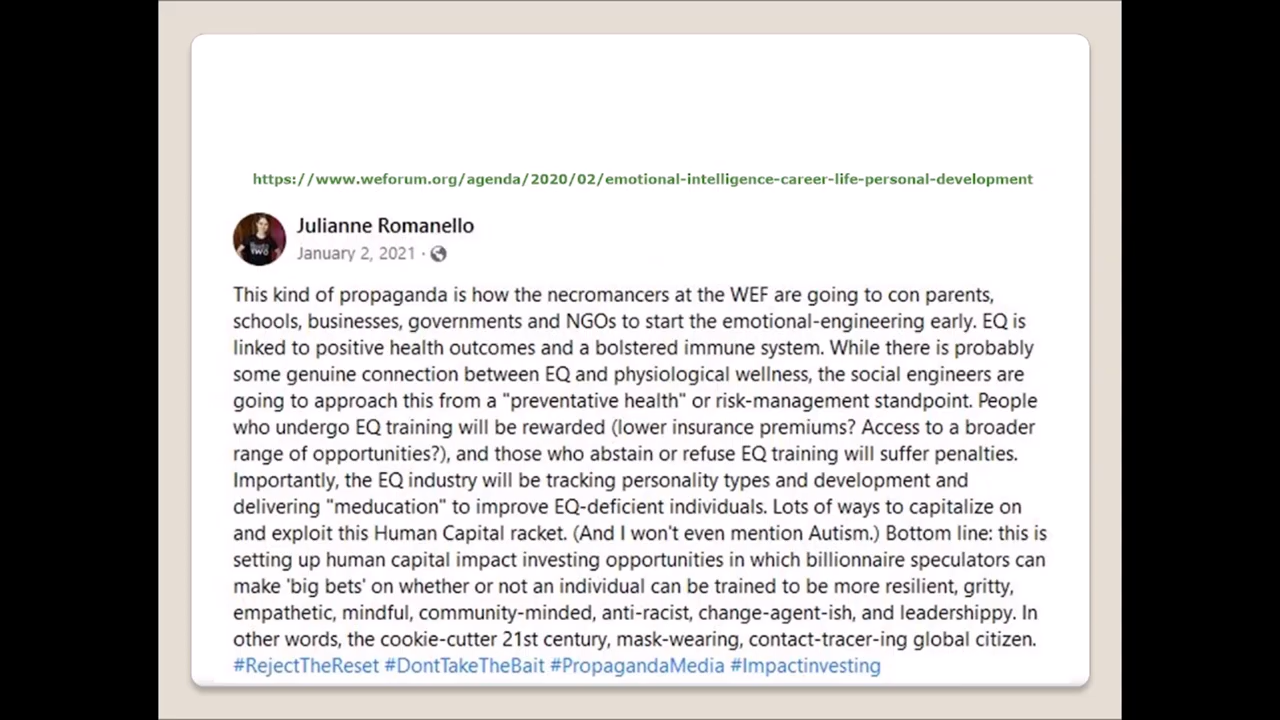 https://www.weforum.org/agenda/2020/02/emotional-intelligence-career-life-personal-development
Julianne Romanello
January 2, 2021 ·
This kind of propaganda is how the necromancers at the WEF are going to con parents,
schools, businesses, governments and NGOs to start the emotional-engineering early. EQ is
linked to positive health outcomes and a bolstered immune system. While there is probably
some genuine connection between EQ and physiological wellness, the social engineers are
going to approach this from a "preventative health" or risk-management standpoint. People
who undergo EQ training will be rewarded (lower insurance premiums? Access to a broader
range of opportunities?), and those who abstain or refuse EQ training will suffer penalties.
Importantly, the EQ industry will be tracking personality types and development and
delivering "meducation" to improve EQ-deficient individuals. Lots of ways to capitalize on
and exploit this Human Capital racket. (And I won't even mention Autism.) Bottom line: this is
setting up human capital impact investing opportunities in which billionnaire speculators can
make 'big bets' on whether or not an individual can be trained to be more resilient, gritty,
empathetic, mindful, community-minded, anti-racist, change-agent-ish, and leadershippy. In
other words, the cookie-cutter 21st century, mask-wearing, contact-tracer-ing global citizen.
#RejectTheReset #DontTakeTheBait #PropagandaMedia #Impactinvesting